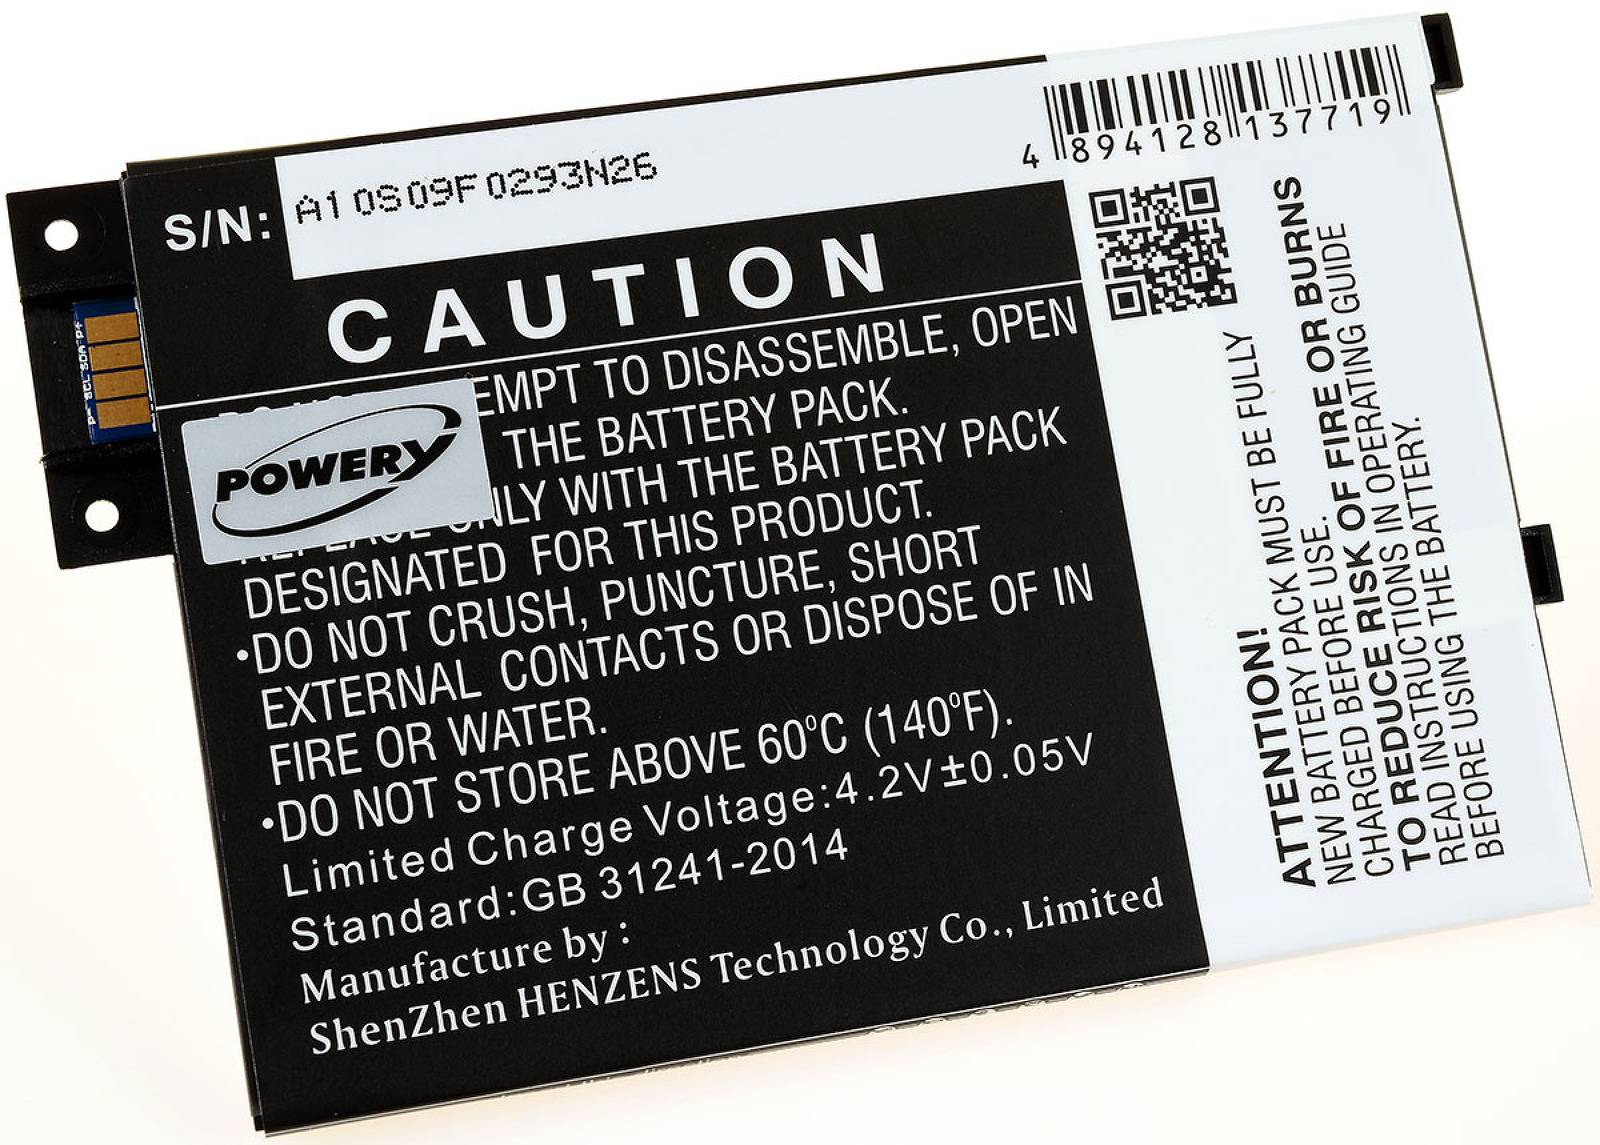 S/N: A10S09F0293N26
4 894128 137719
CAUTION
EMPT TO DISASSEMBLE, OPEN
THE BATTERY PACK.
ONLY WITH THE BATTERY PACK
DESIGNATED FOR THIS PRODUCT.
•DO NOT CRUSH, PUNCTURE, SHORT
EXTERNAL CONTACTS OR DISPOSE OF IN
FIRE OR WATER.
•DO NOT STORE ABOVE 60°C (140°F).
Limited Charge Voltage:4.2V±0.05V
Standard:GB 31241-2014
Manufacture by :
ShenZhen HENZENS Technology Co., Limited
POWERY
P- SCL SDA P+
ATTENTION!
NEW BATTERY PACK MUST BE FULLY
CHARGED BEFORE USE.
TO REDUCE RISK OF FIRE OR BURNS
READ INSTRUCTIONS IN OPERATING GUIDE
BEFORE USING THE BATTERY.